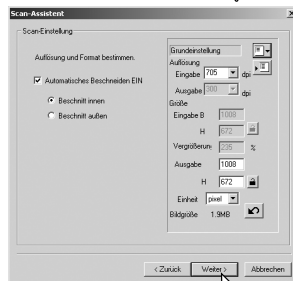 Scan-Assistent
Scan-Einstellung
Auflösung und Format bestimmen.
Automatisches Beschneiden EIN
Beschnitt innen
Beschnitt außen
Grundeinstellung
Auflösung
Eingabe 705 dpi
Ausgabe 300 dpi
Größe
Eingabe B 1008
H 672
Vergrößerun 235 %
Ausgabe 1008
H 672
Einheit pixel
Bildgröße 1.9MB
< Zurück Weiter > Abbrechen